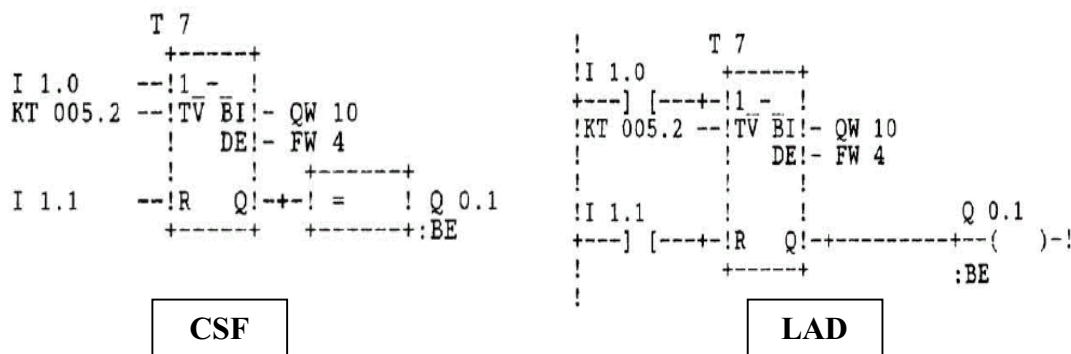 T 7
+------+
I 1.0 --!1_-_ !
KT 005.2 --!TV BI!- QW 10
! DE!- FW 4
! ! +-------+
I 1.1 --!R Q!-+-! = ! Q 0.1
+------+ +-------+:BE
CSF
! T 7
!I 1.0 +-----+
+---] [---+-!1_-_ !
!KT 005.2 --!TV BI!- QW 10
! ! DE!- FW 4
! ! !
!I 1.1 ! ! Q 0.1
+---] [---+-!R Q!-+----------+--( )-!
! +-----+ :BE
!
LAD